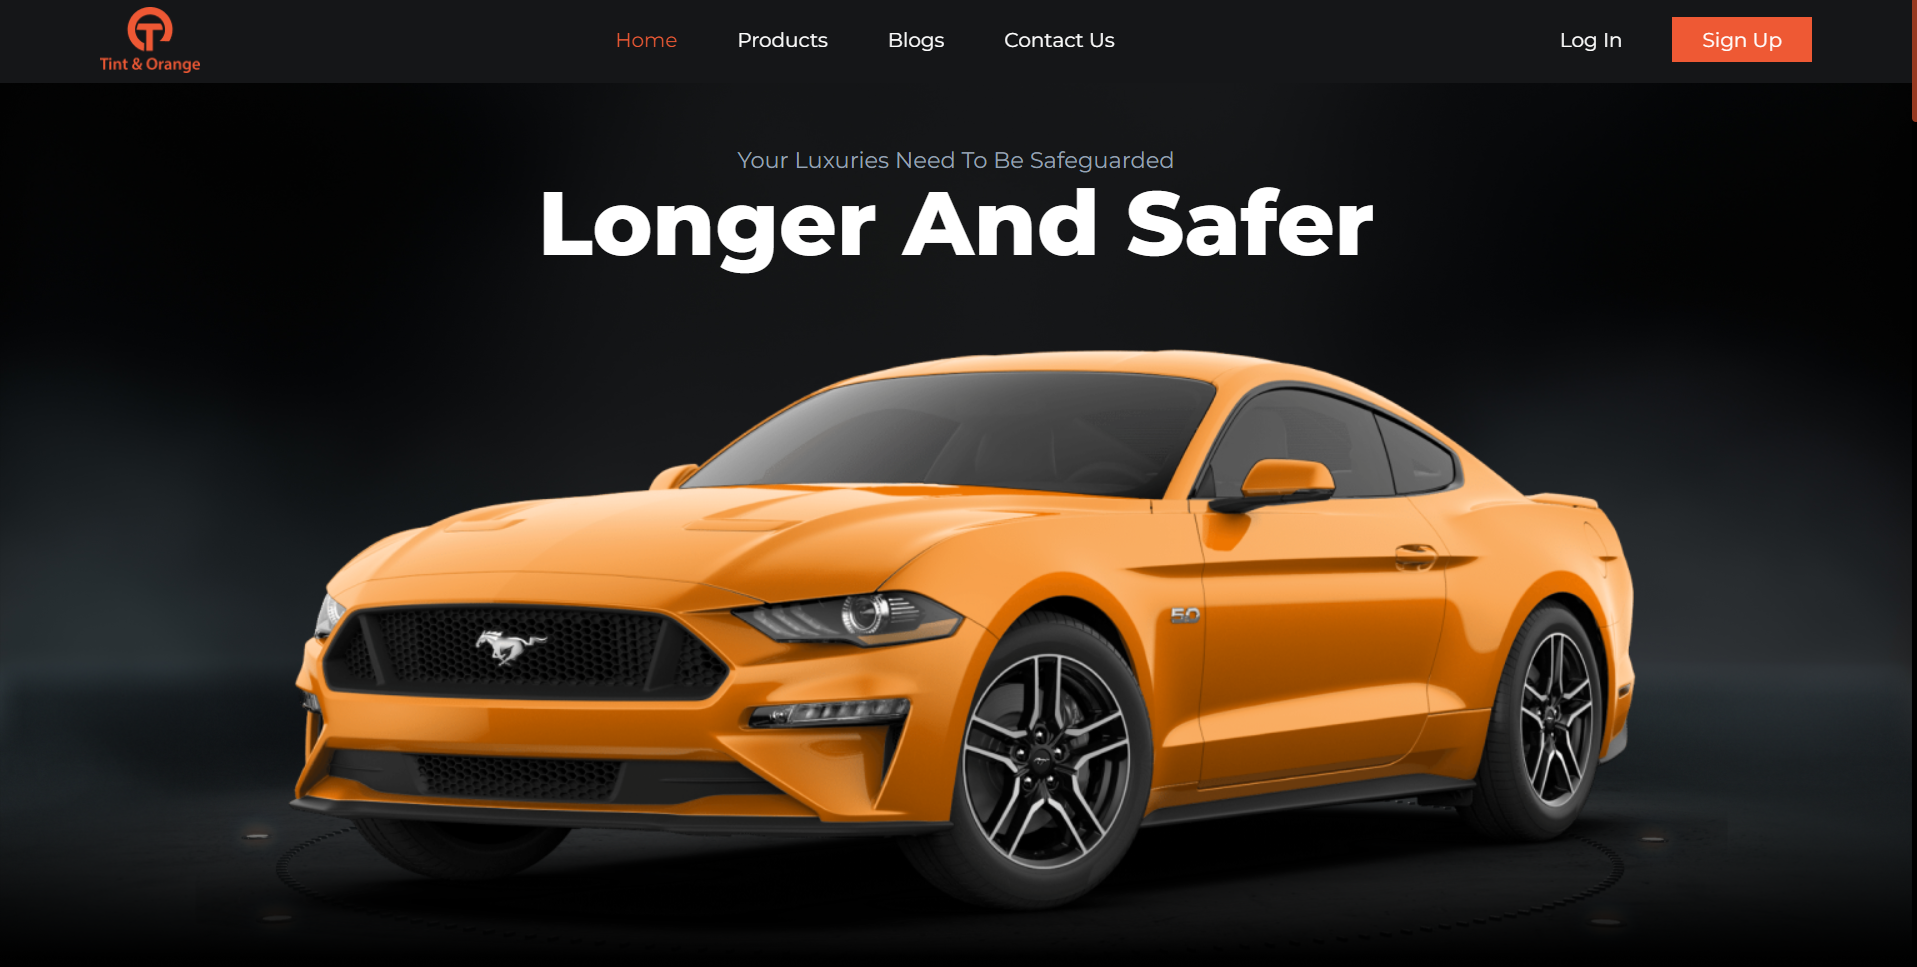 Tint & Orange
Home
Products
Blogs
Contact Us
Log In
Sign Up
Your Luxuries Need To Be Safeguarded
Longer And Safer
5.0